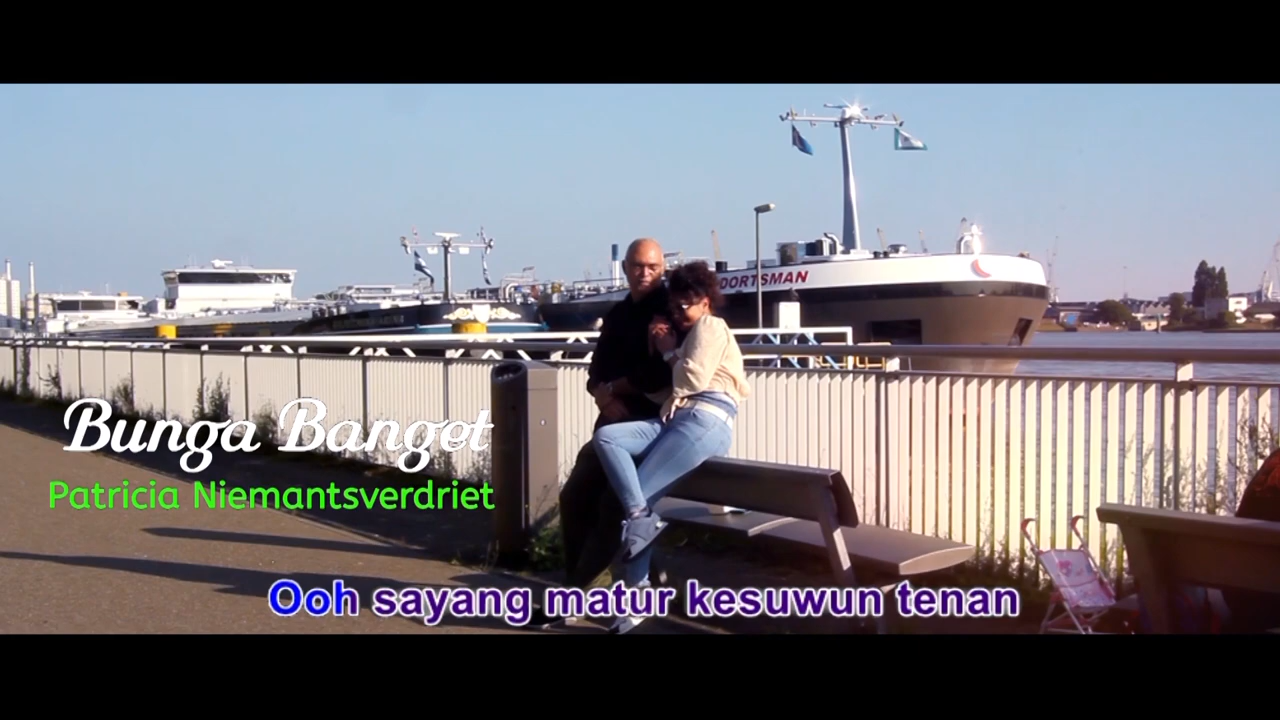 DORTSMAN
Bunga Banget
Patricia Niemantsverdriet
Ooh sayang matur kesuwun tenan